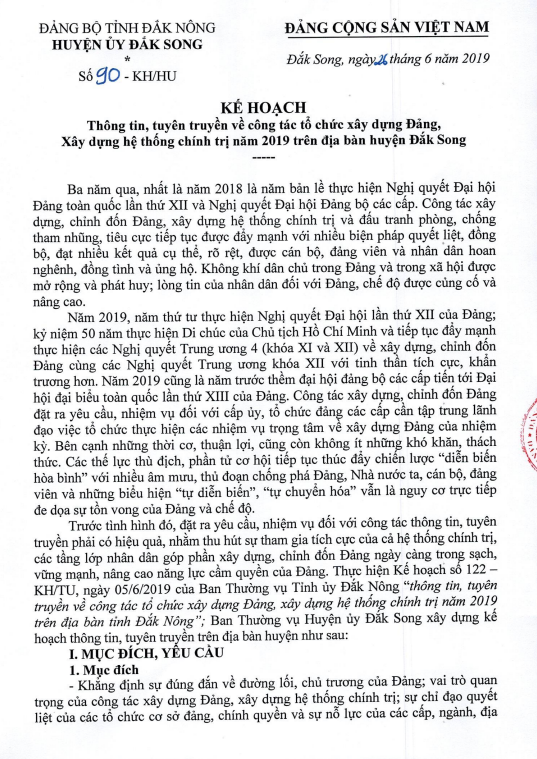 ĐẢNG BỘ TỈNH ĐẮK NÔNG
HUYỆN ỦY ĐẮK SONG
*
Số 90 - KH/HU
ĐẢNG CỘNG SẢN VIỆT NAM
Đắk Song, ngày 26 tháng 6 năm 2019
KẾ HOẠCH
Thông tin, tuyên truyền về công tác tổ chức xây dựng Đảng,
Xây dựng hệ thống chính trị năm 2019 trên địa bàn huyện Đắk Song
-----
Ba năm qua, nhất là năm 2018 là năm bản lề thực hiện Nghị quyết Đại hội
Đảng toàn quốc lần thứ XII và Nghị quyết Đại hội Đảng bộ các cấp. Công tác xây
dựng, chỉnh đốn Đảng, xây dựng hệ thống chính trị và đấu tranh phòng, chống
tham nhũng, tiêu cực tiếp tục được đẩy mạnh với nhiều biện pháp quyết liệt, đồng
bộ, đạt nhiều kết quả cụ thể, rõ rệt, được cán bộ, đảng viên và nhân dân hoan
nghênh, đồng tình và ủng hộ. Không khí dân chủ trong Đảng và trong xã hội được
mở rộng và phát huy; lòng tin của nhân dân đối với Đảng, chế độ được củng cố và
nâng cao.
Năm 2019, năm thứ tư thực hiện Nghị quyết Đại hội lần thứ XII của Đảng;
kỷ niệm 50 năm thực hiện Di chúc của Chủ tịch Hồ Chí Minh và tiếp tục đẩy mạnh
thực hiện các Nghị quyết Trung ương 4 (khóa XI và XII) về xây dựng, chỉnh đốn
Đảng cùng các Nghị quyết Trung ương khóa XII với tinh thần tích cực, khẩn
trương hơn. Năm 2019 cũng là năm trước thềm đại hội đảng bộ các cấp tiến tới Đại
hội đại biểu toàn quốc lần thứ XIII của Đảng. Công tác xây dựng, chỉnh đốn Đảng
đặt ra yêu cầu, nhiệm vụ đối với cấp ủy, tổ chức đảng các cấp cần tập trung lãnh
đạo việc tổ chức thực hiện các nhiệm vụ trọng tâm về xây dựng Đảng của nhiệm
kỳ. Bên cạnh những thời cơ, thuận lợi, cũng còn không ít những khó khăn, thách
thức. Các thế lực thù địch, phần tử cơ hội tiếp tục thúc đẩy chiến lược “diễn biến
hòa bình” với nhiều âm mưu, thủ đoạn chống phá Đảng, Nhà nước ta, cán bộ, đảng
viên và những biểu hiện “tự diễn biến”, “tự chuyển hóa” vẫn là nguy cơ trực tiếp
đe dọa sự tồn vong của Đảng và chế độ.
Trước tình hình đó, đặt ra yêu cầu, nhiệm vụ đối với công tác thông tin, tuyên
truyền phải có hiệu quả, nhằm thu hút sự tham gia tích cực của cả hệ thống chính trị,
các tầng lớp nhân dân góp phần xây dựng, chỉnh đốn Đảng ngày càng trong sạch,
vững mạnh, nâng cao năng lực cầm quyền của Đảng. Thực hiện Kế hoạch số 122 –
KH/TU, ngày 05/6/2019 của Ban Thường vụ Tỉnh ủy Đắk Nông “thông tin, tuyên
truyền về công tác tổ chức xây dựng Đảng, xây dựng hệ thống chính trị năm 2019
trên địa bàn tỉnh Đắk Nông”; Ban Thường vụ Huyện ủy Đắk Song xây dựng kế
hoạch thông tin, tuyên truyền trên địa bàn huyện như sau:
I. MỤC ĐÍCH, YÊU CẦU
1. Mục đích
- Khẳng định sự đúng đắn về đường lối, chủ trương của Đảng; vai trò quan
trọng của công tác xây dựng Đảng, xây dựng hệ thống chính trị; sự chỉ đạo quyết
liệt của các tổ chức cơ sở đảng, chính quyền và sự nỗ lực của các cấp, ngành, địa